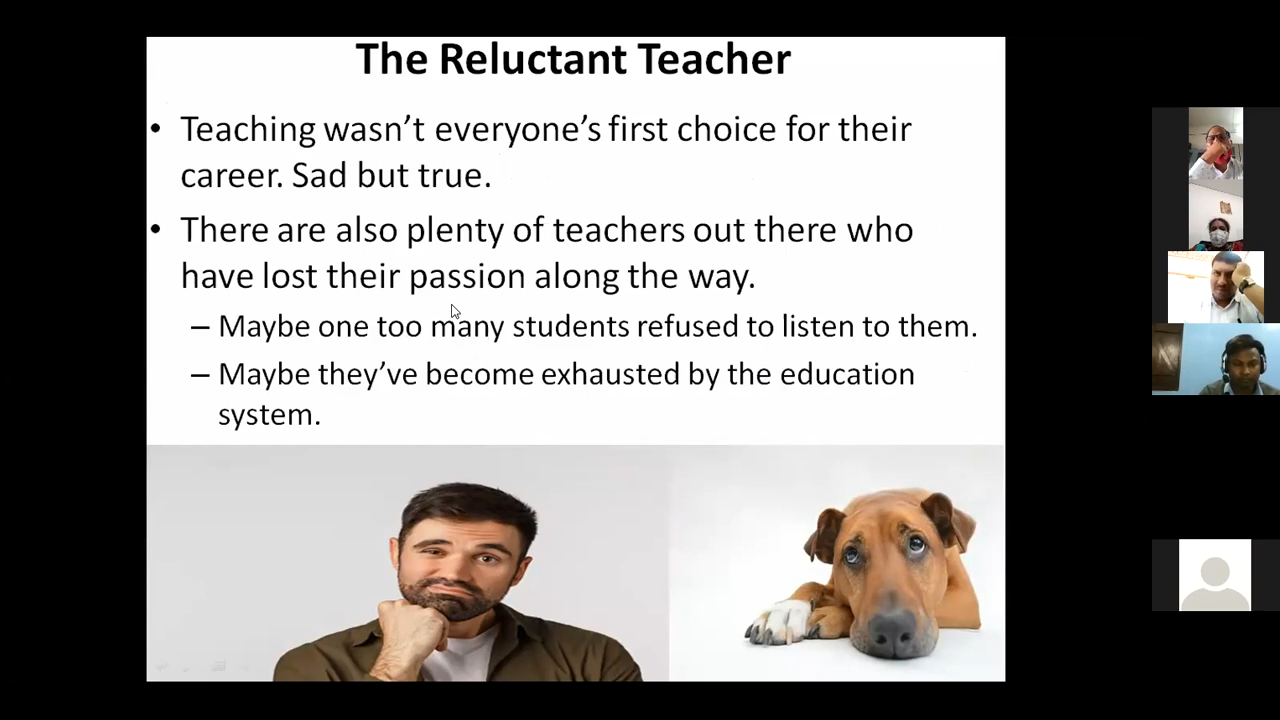 The Reluctant Teacher
• Teaching wasn’t everyone’s first choice for their
career. Sad but true.
• There are also plenty of teachers out there who
have lost their passion along the way.
– Maybe one too many students refused to listen to them.
– Maybe they’ve become exhausted by the education
system.